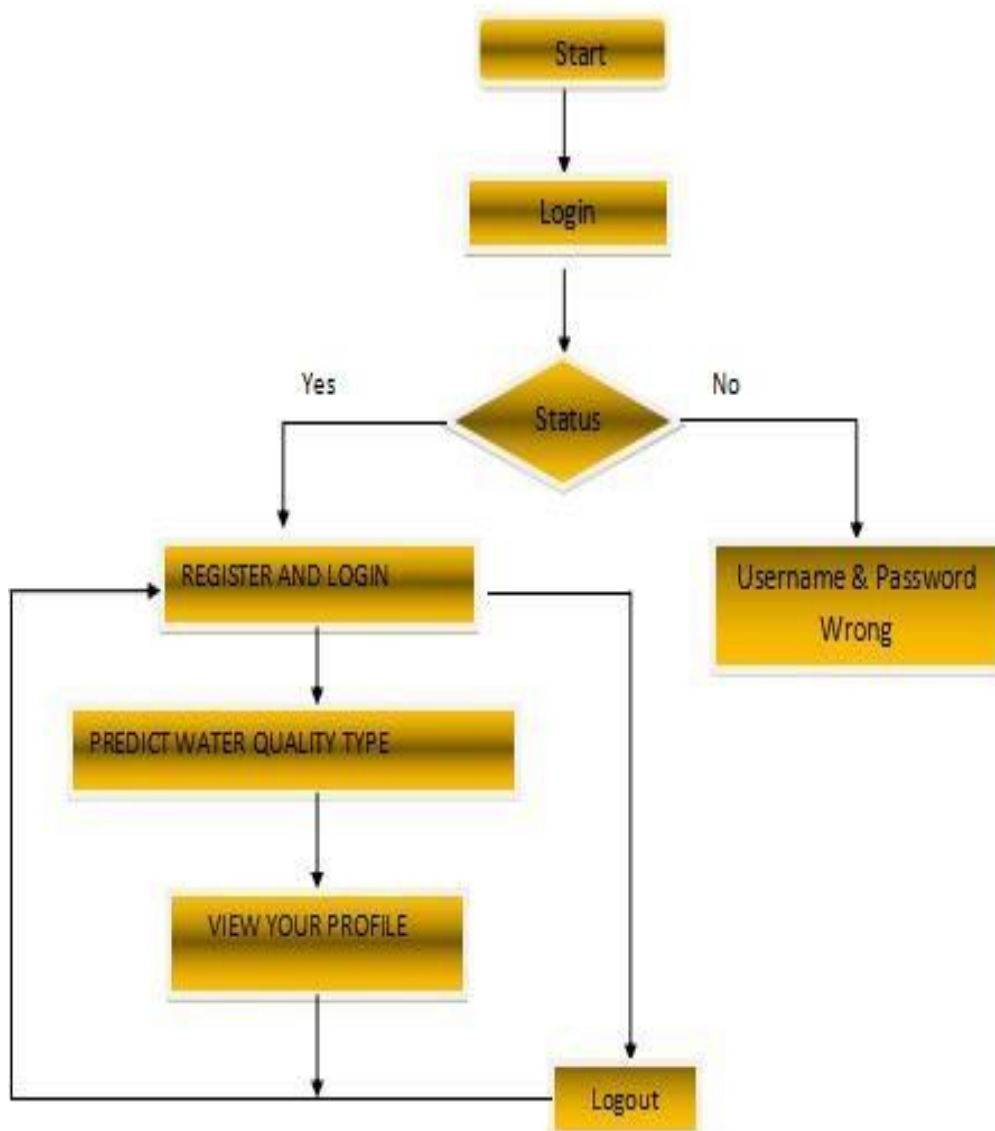 Start
Login
Yes
No
Status
REGISTER AND LOGIN
Username & Password
Wrong
PREDICT WATER QUALITY TYPE
VIEW YOUR PROFILE
Logout